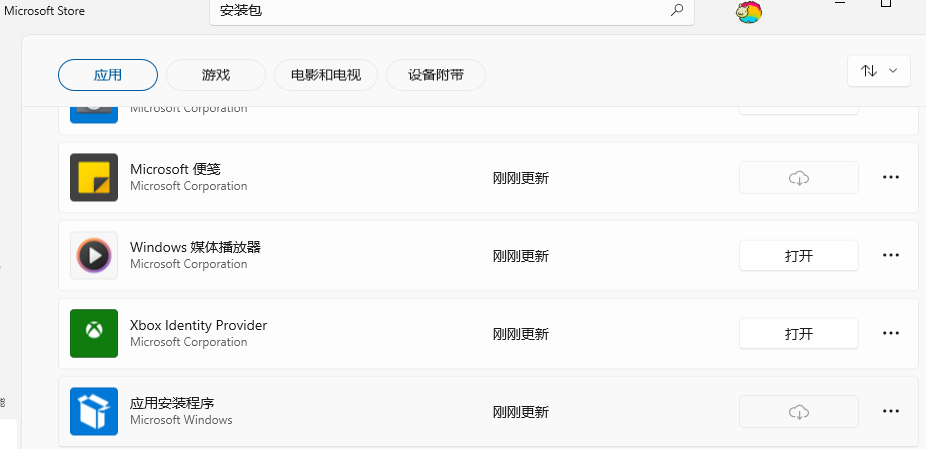 Microsoft Store
安装包
应用
游戏
电影和电视
设备附带
Microsoft Corporation
Microsoft 便笺
Microsoft Corporation
刚刚更新
Windows 媒体播放器
Microsoft Corporation
刚刚更新
打开
Xbox Identity Provider
Microsoft Corporation
刚刚更新
打开
应用安装程序
Microsoft Windows
刚刚更新